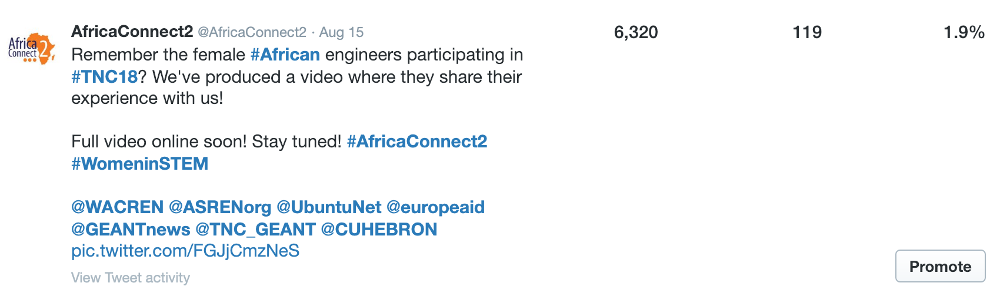 Africa
Connect 2
AfricaConnect2 @AfricaConnect2 · Aug 15 6,320 119 1.9%
Remember the female #African engineers participating in
#TNC18? We've produced a video where they share their
experience with us!
Full video online soon! Stay tuned! #AfricaConnect2
#WomeninSTEM
@WACREN @ASRENorg @UbuntuNet @europeaid
@GEANTnews @TNC_GEANT @CUHEBRON
pic.twitter.com/FGJjCmzNeS
View Tweet activity
Promote